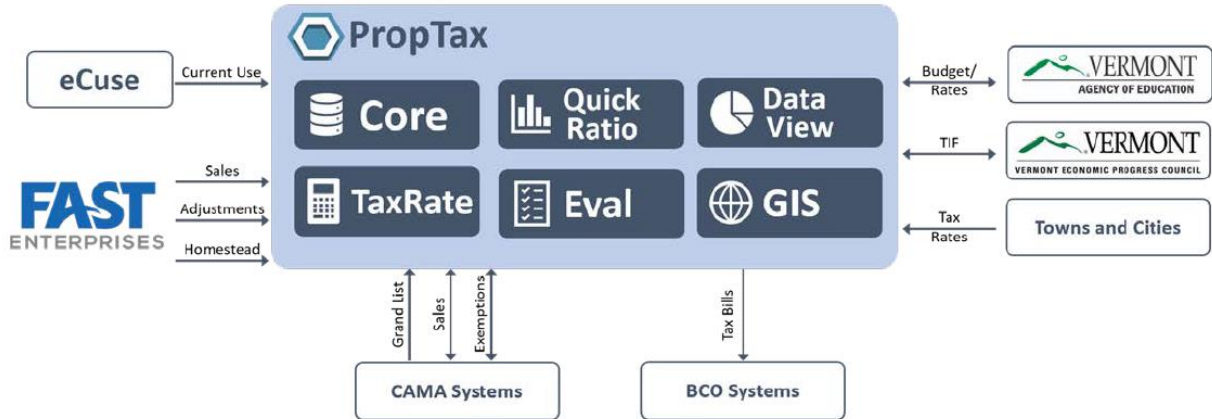 PropTax
eCuse
Current Use
Core
Quick
Ratio
Data
View
Budget/
Rates
VERMONT
AGENCY OF EDUCATION
FAST
ENTERPRISES
Sales
Adjustments
Homestead
TaxRate
Eval
GIS
TIF
VERMONT
VERMONT ECONOMIC PROGRESS COUNCIL
Tax
Rates
Towns and Cities
Grand List
Sales
Exemptions
Tax Bills
CAMA Systems
BCO Systems